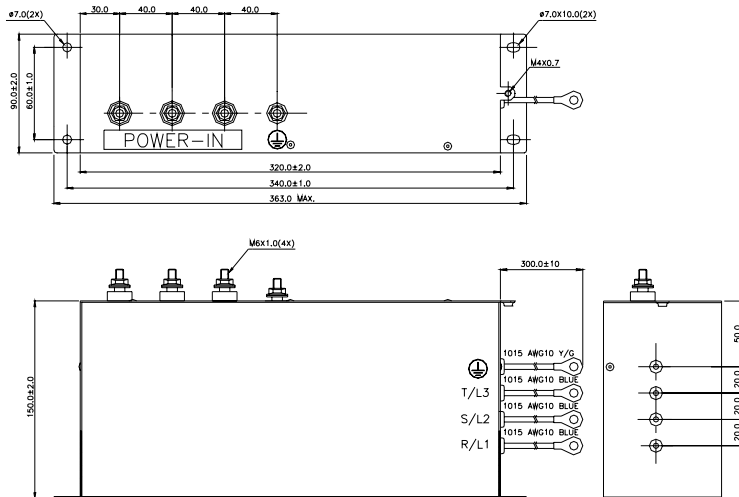 30.0 40.0 40.0 40.0
ø7.0(2X)
ø7.0X10.0(2X)
M4X0.7
90.0±2.0
60.0±1.0
POWER-IN
320.0±2.0
340.0±1.0
363.0 MAX.
M6X1.0(4X)
300.0±10
150.0±2.0
1015 AWG10 Y/G
T/L3 1015 AWG10 BLUE
S/L2 1015 AWG10 BLUE
R/L1 1015 AWG10 BLUE
50.0
20.0
20.0
20.0